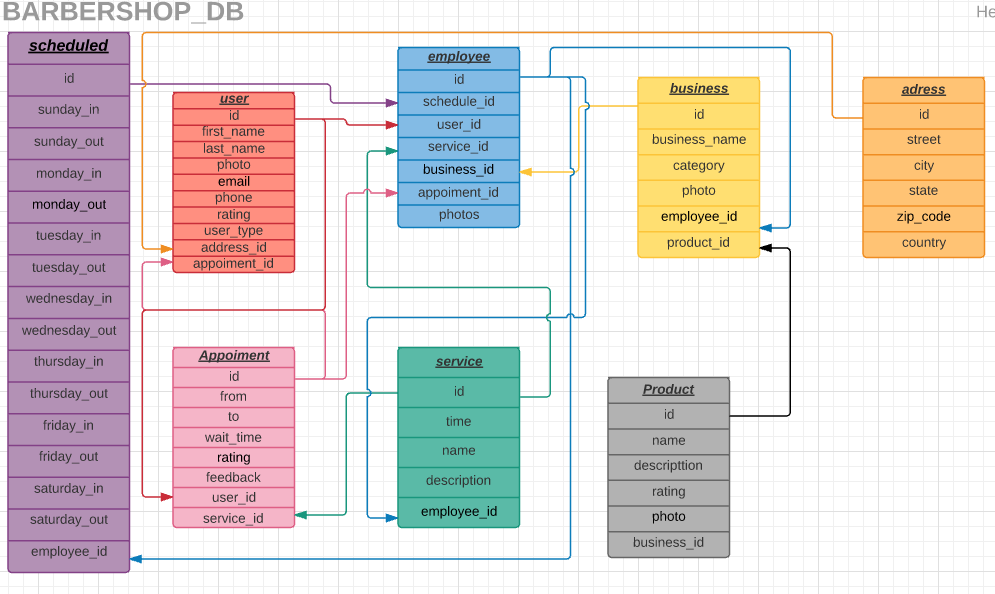 BARBERSHOP_DB
He
scheduled
id
sunday_in
sunday_out
monday_in
monday_out
tuesday_in
tuesday_out
wednesday_in
wednesday_out
thursday_in
thursday_out
friday_in
friday_out
saturday_in
saturday_out
employee_id
user
id
first_name
last_name
photo
email
phone
rating
user_type
address_id
appoiment_id
Appoiment
id
from
to
wait_time
rating
feedback
user_id
service_id
employee
id
schedule_id
user_id
service_id
business_id
appoiment_id
photos
service
id
time
name
description
employee_id
business
id
business_name
category
photo
employee_id
product_id
Product
id
name
descripttion
rating
photo
business_id
adress
id
street
city
state
zip_code
country